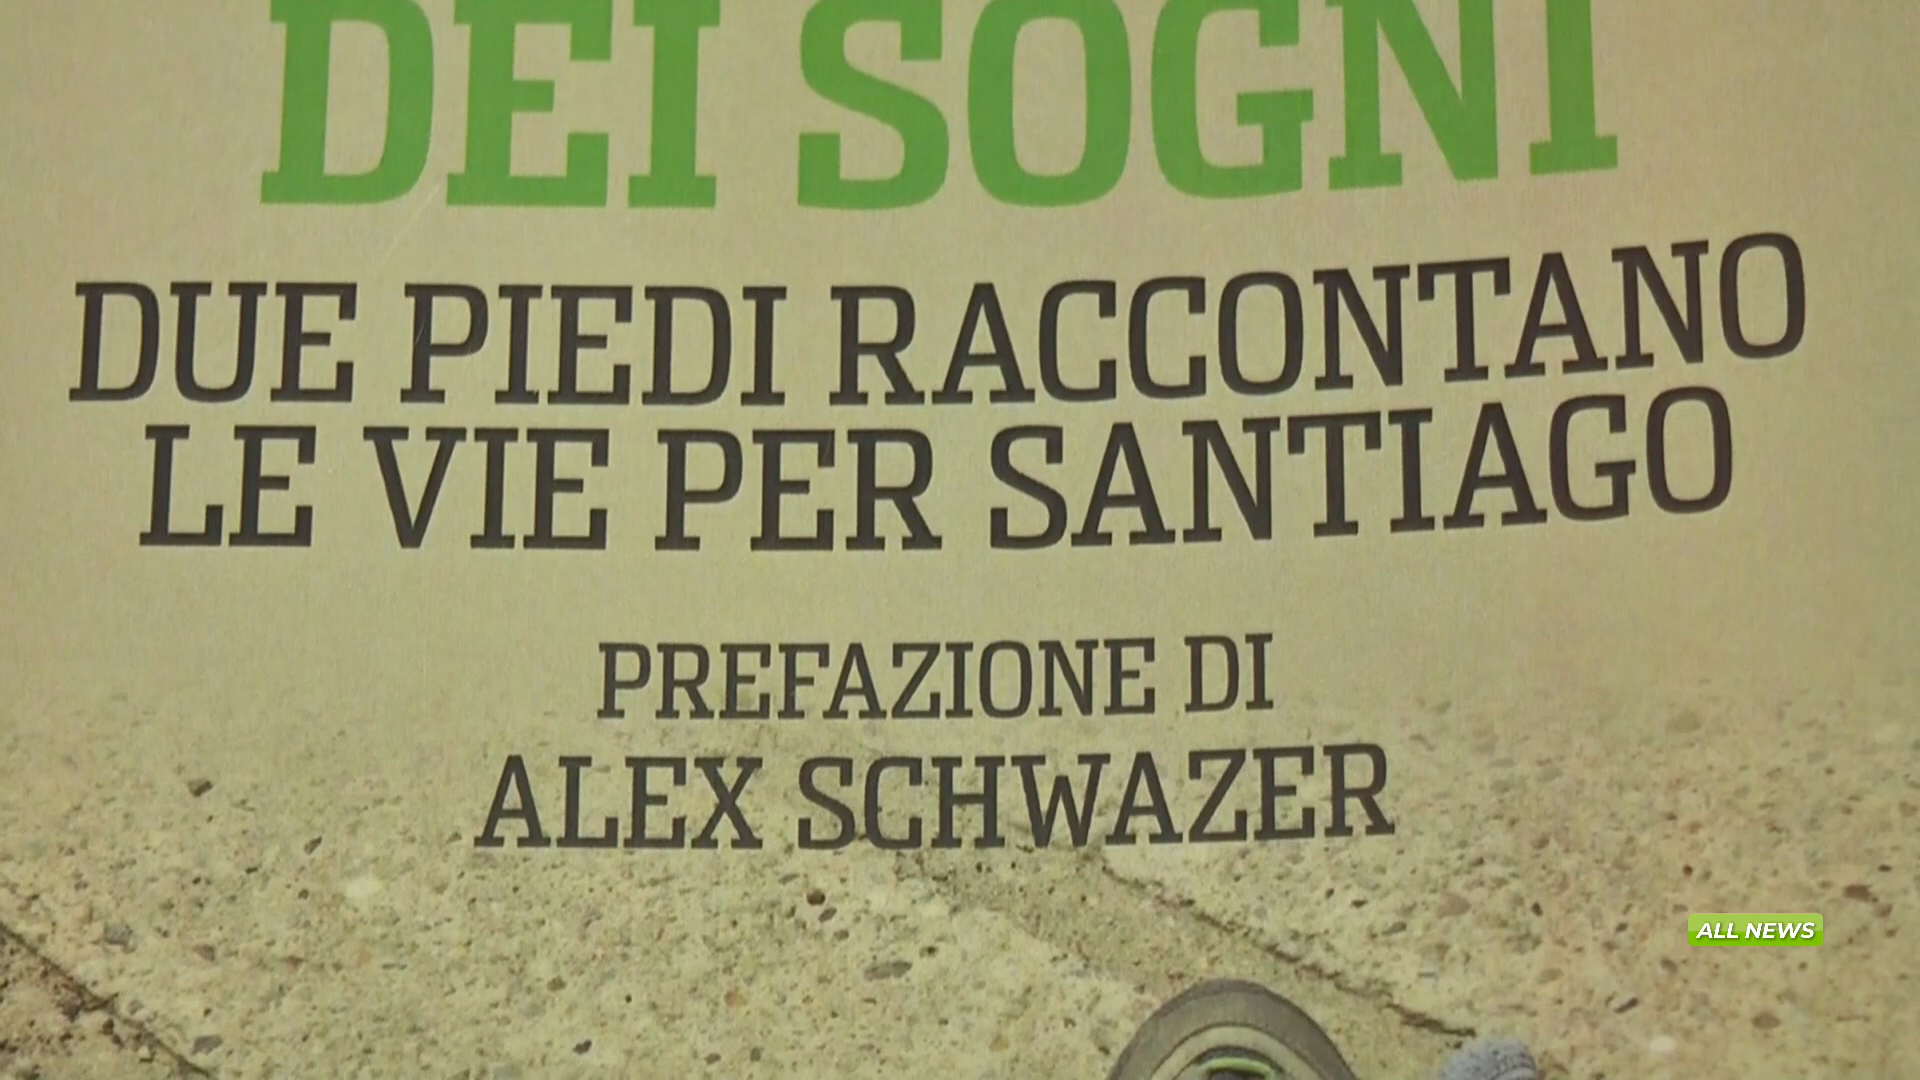 DEI SOGNI
DUE PIEDI RACCONTANO
LE VIE PER SANTIAGO
PREFAZIONE DI
ALEX SCHWAZER
ALL NEWS